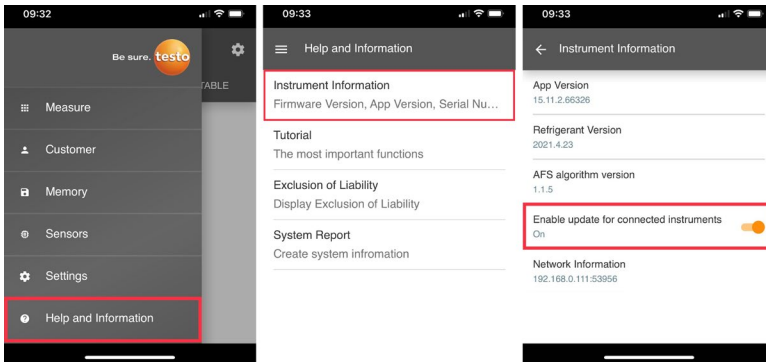 09:32
Be sure. testo
TABLE
Measure
Customer
Memory
Sensors
Settings
Help and Information
09:33
Help and Information
Instrument Information
Firmware Version, App Version, Serial Nu...
Tutorial
The most important functions
Exclusion of Liability
Display Exclusion of Liability
System Report
Create system infromation
09:33
Instrument Information
App Version
15.11.2.66326
Refrigerant Version
2021.4.23
AFS algorithm version
1.1.5
Enable update for connected instruments
On
Network Information
192.168.0.111:53956